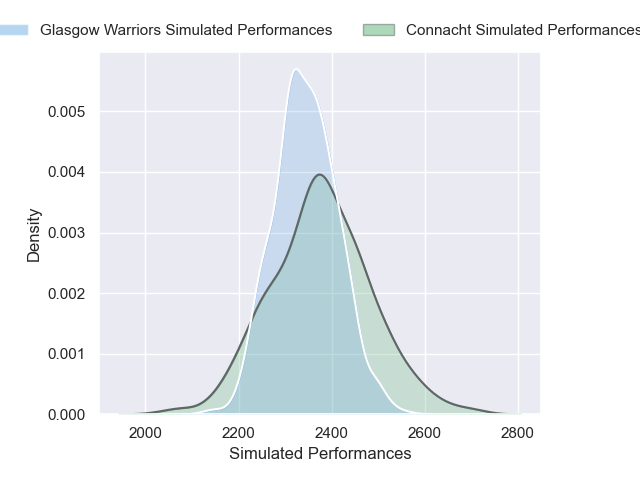 Glasgow Warriors Simulated Performances
Connacht Simulated Performances
0.005
0.004
0.003
0.002
0.001
0.000
Density
2000
2200
2400
2600
2800
Simulated Performances